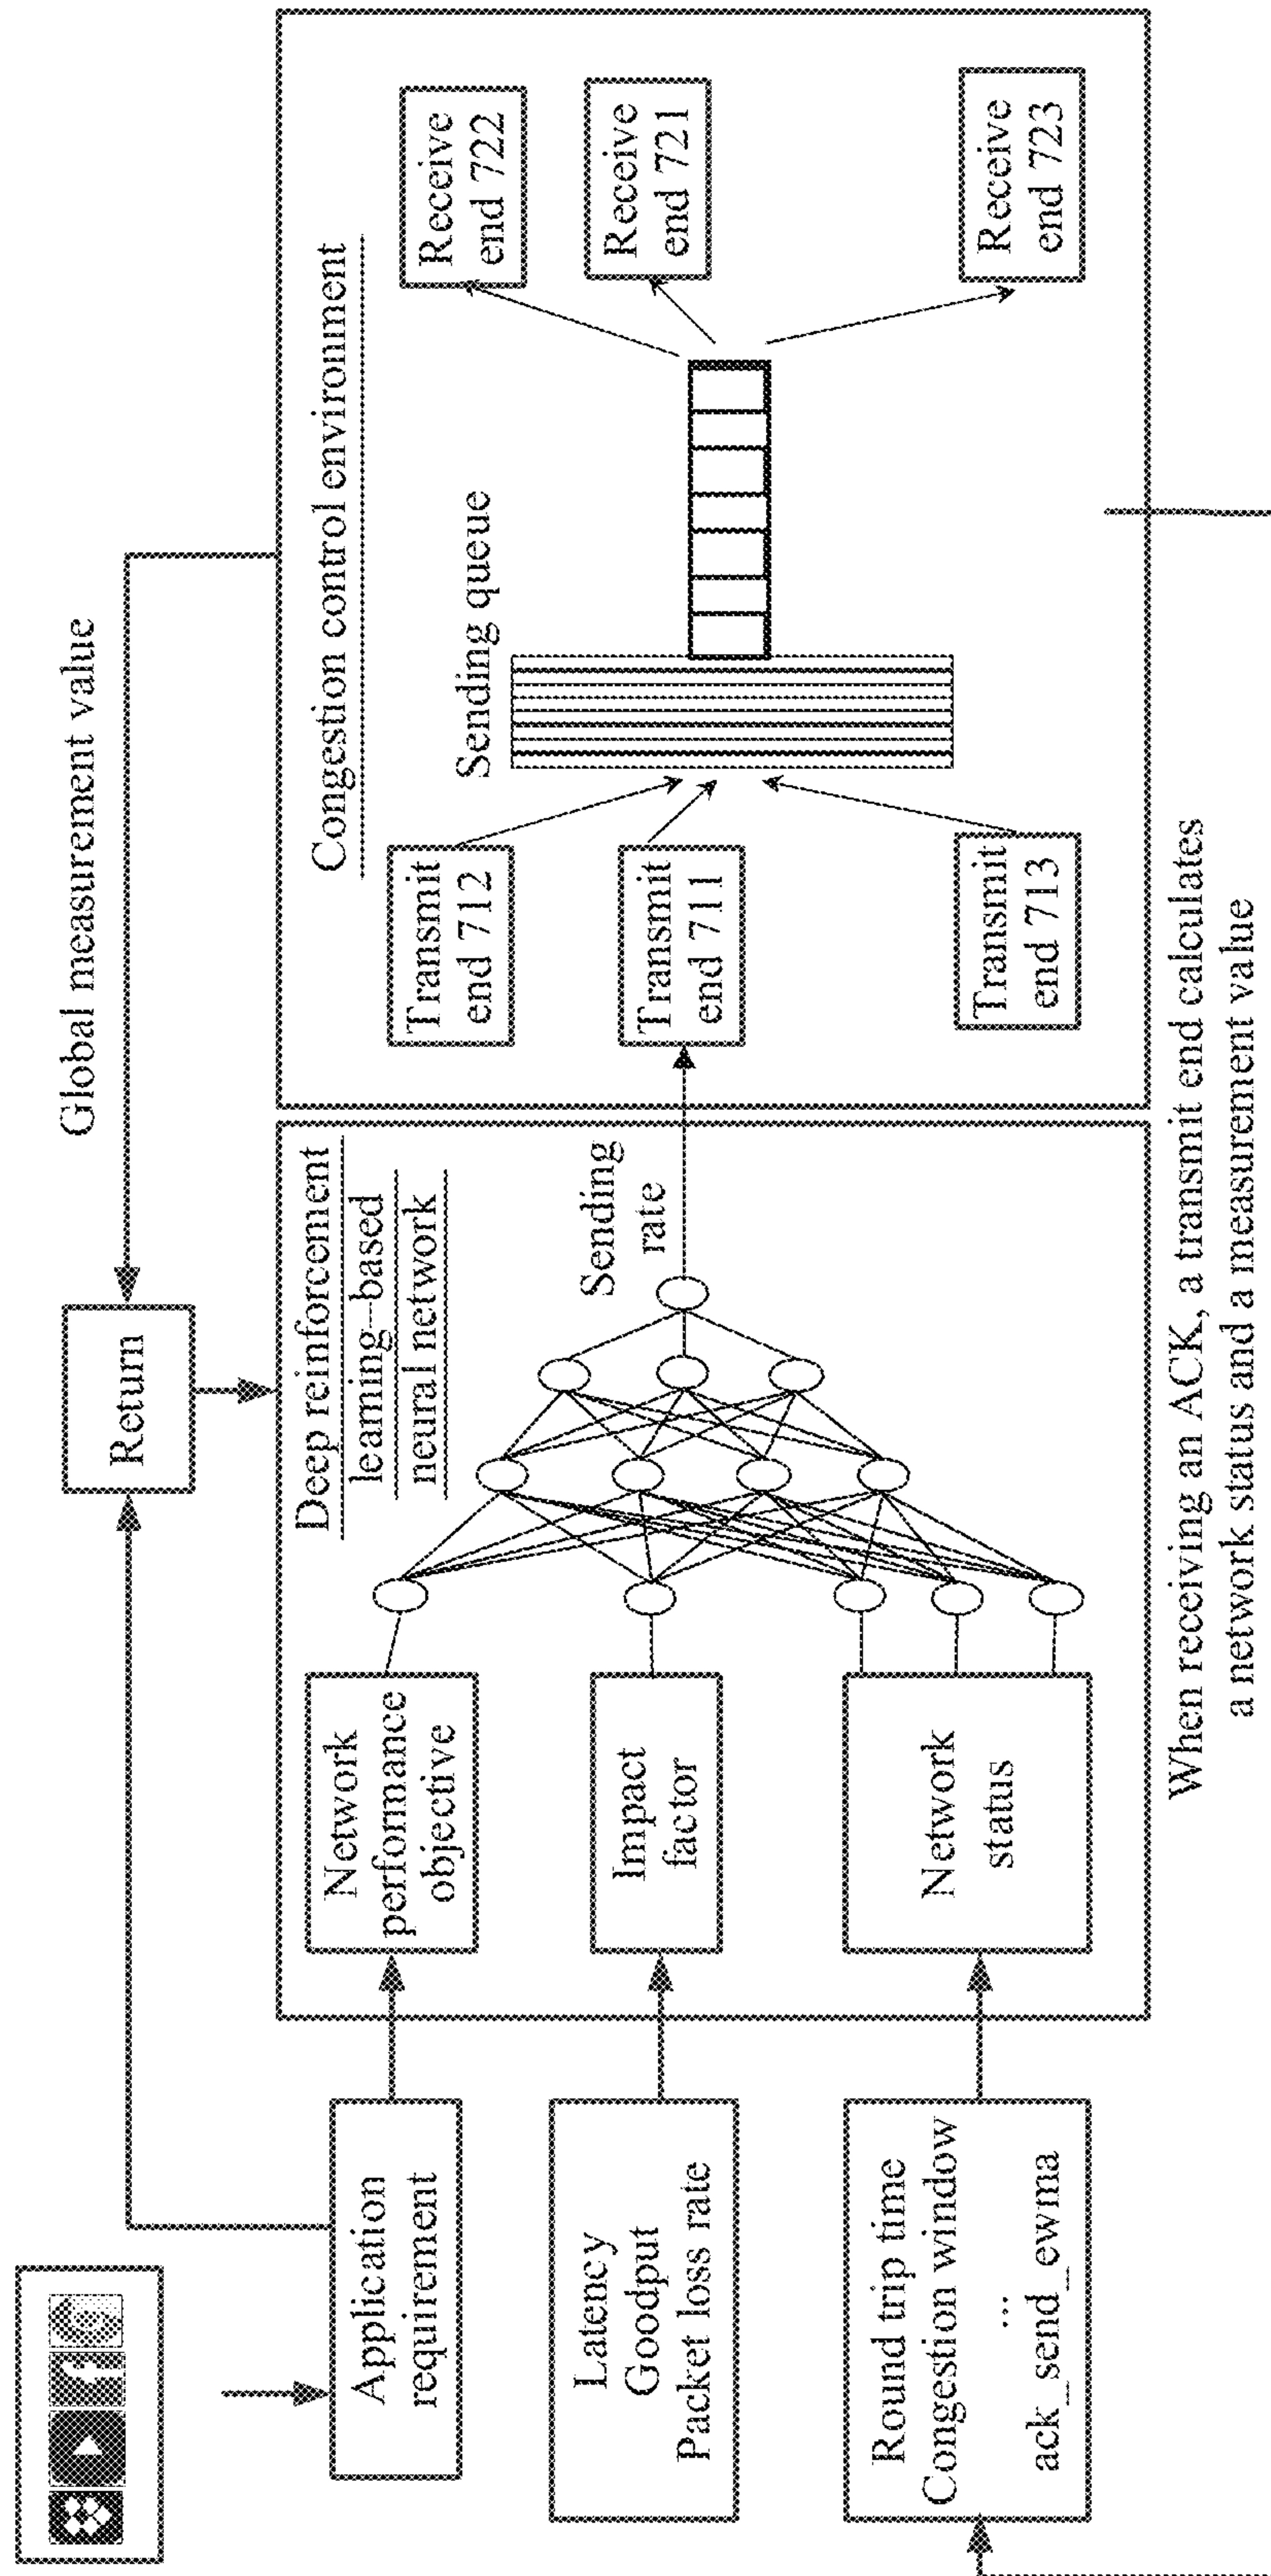 Global measurement value
Return
Application
requirement
Latency
Goodput
Packet loss rate
Round trip time
Congestion window
...
ack_send_ewma
Deep reinforcement
learning-based
neural network
Network
performance
objective
Impact
factor
Network
status
Sending
rate
Congestion control environment
Sending queue
Transmit
end 712
Transmit
end 711
Transmit
end 713
Receive
end 722
Receive
end 721
Receive
end 723
When receiving an ACK, a transmit end calculates
a network status and a measurement value